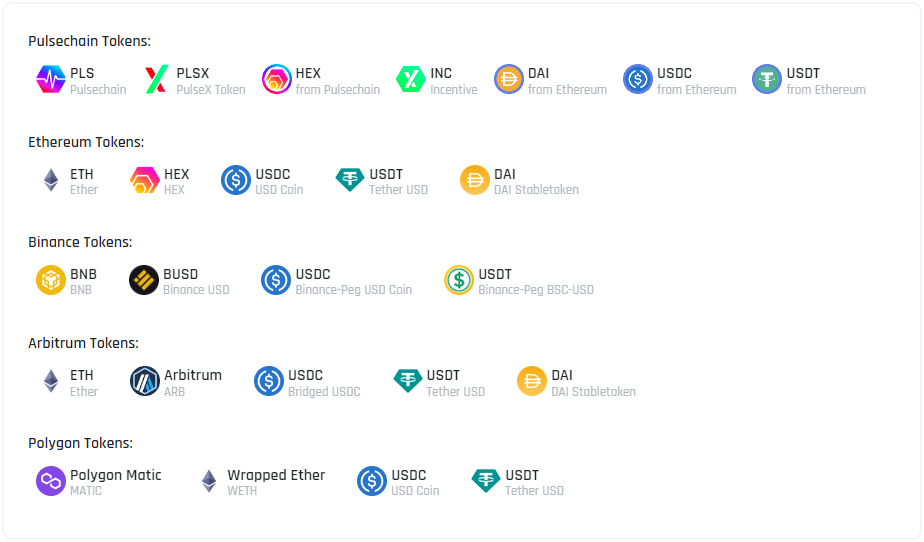 Pulsechain Tokens:
PLS PLSX HEX INC DAI USDC USDT
Pulsechain PulseX Token from Pulsechain Incentive from Ethereum from Ethereum from Ethereum
Ethereum Tokens:
ETH HEX USDC USDT DAI
Ether HEX USD Coin Tether USD DAI Stabletoken
Binance Tokens:
BNB BUSD USDC USDT
BNB Binance USD Binance-Peg USD Coin Binance-Peg BSC-USD
Arbitrum Tokens:
ETH Arbitrum USDC USDT DAI
Ether ARB Bridged USDC Tether USD DAI Stabletoken
Polygon Tokens:
Polygon Matic Wrapped Ether USDC USDT
MATIC WETH USD Coin Tether USD